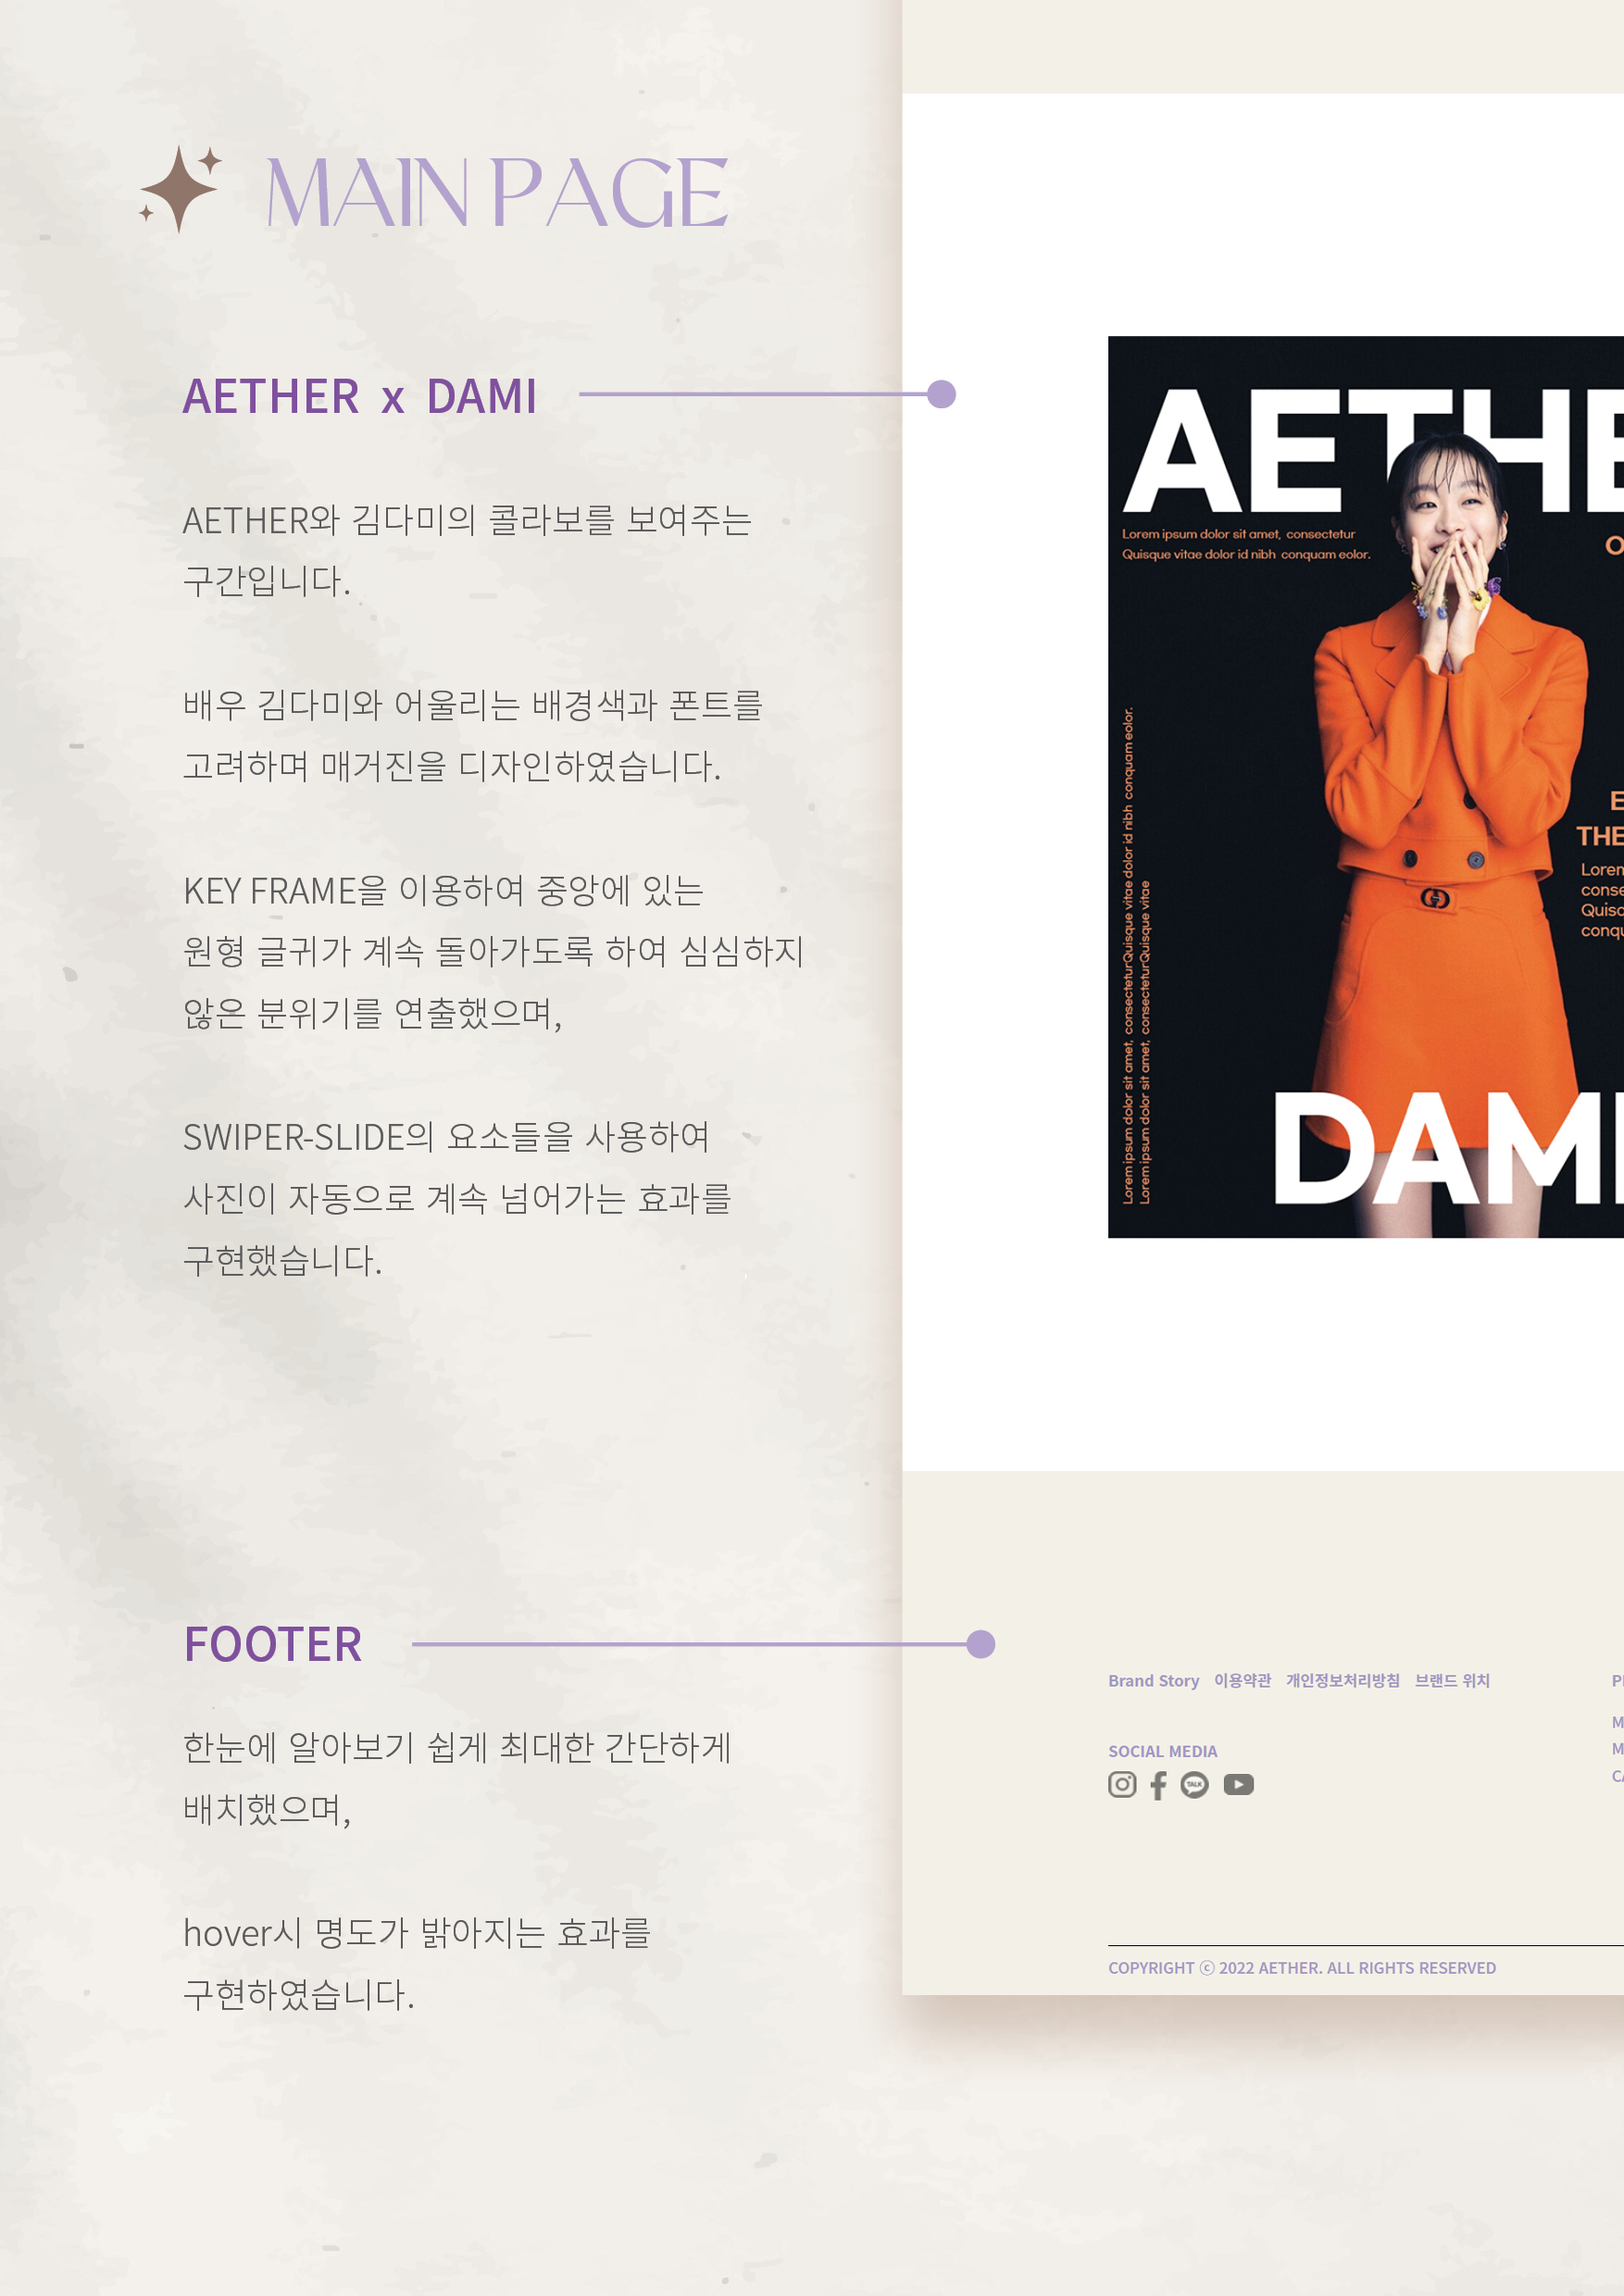 MAIN PAGE
AETHER x DAMI
AETHER와 김다미의 콜라보를 보여주는
구간입니다.
배우 김다미와 어울리는 배경색과 폰트를
고려하며 매거진을 디자인하였습니다.
KEY FRAME을 이용하여 중앙에 있는
원형 글귀가 계속 돌아가도록 하여 심심하지
않은 분위기를 연출했으며,
SWIPER-SLIDE의 요소들을 사용하여
사진이 자동으로 계속 넘어가는 효과를
구현했습니다.
FOOTER
한눈에 알아보기 쉽게 최대한 간단하게
배치했으며,
hover시 명도가 밝아지는 효과를
구현하였습니다.
AETHE
Lorem ipsum dolor sit amet, consectetur
Quisque vitae dolor id nibh conquam eolor.
O
Lorem ipsum dolor sit amet, consecteturQuisque vitae dolor id nibh conquam eolor.
Lorem ipsum dolor sit amet, consecteturQuisque vitae
E
THE
Lorem
conse
Quisq
conqu
DAMI
Brand Story 이용약관 개인정보처리방침 브랜드 위치
SOCIAL MEDIA
TALK
M
M
CA
COPYRIGHT ⓒ 2022 AETHER. ALL RIGHTS RESERVED